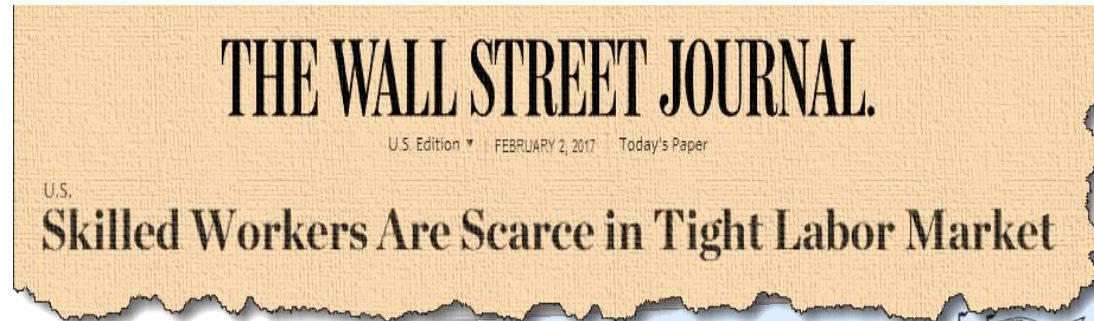 THE WALL STREET JOURNAL.
U.S. Edition ▼ | FEBRUARY 2, 2017 | Today's Paper
U.S.
Skilled Workers Are Scarce in Tight Labor Market